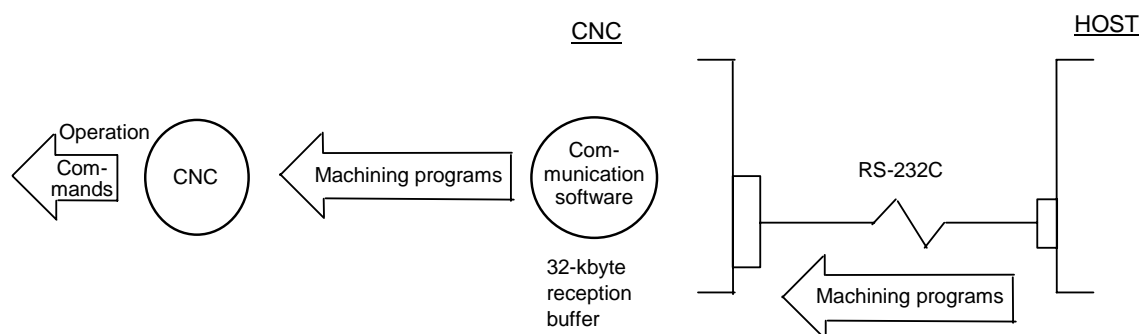 CNC
HOST
Operation
Com-
mands
CNC
Machining programs
Com-
munication
software
RS-232C
32-kbyte
reception
buffer
Machining programs